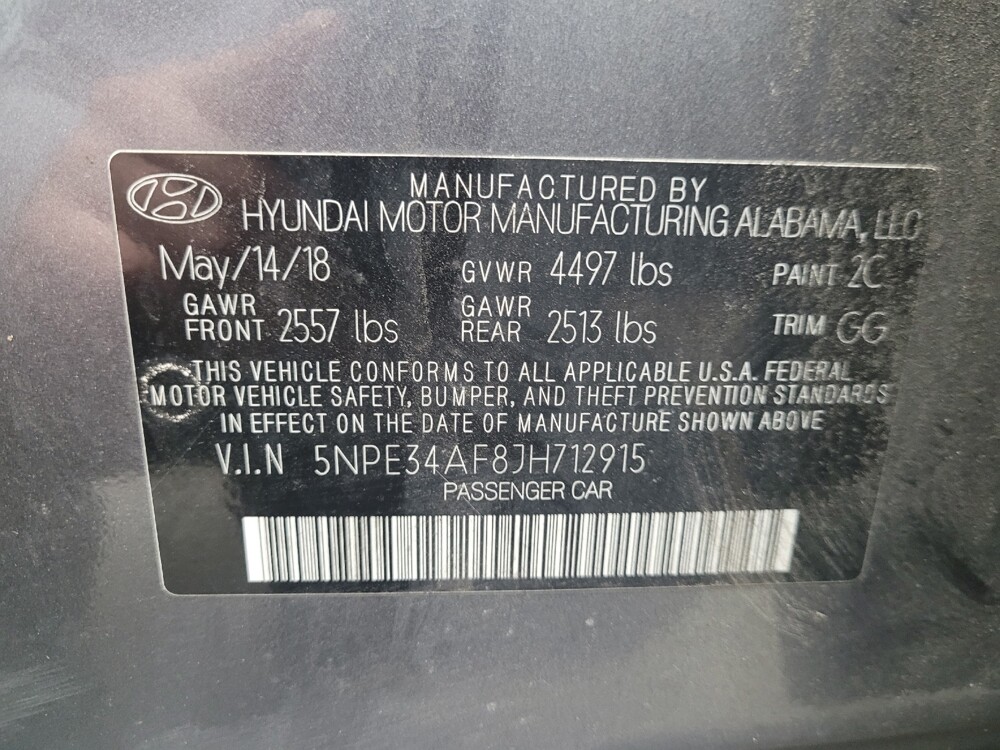 MANUFACTURED BY
HYUNDAI MOTOR MANUFACTURING ALABAMA, LLC
May/14/18 GVWR 4497 lbs PAINT 2C
GAWR FRONT 2557 lbs GAWR REAR 2513 lbs TRIM GG
THIS VEHICLE CONFORMS TO ALL APPLICABLE U.S.A. FEDERAL
MOTOR VEHICLE SAFETY, BUMPER, AND THEFT PREVENTION STANDARDS
IN EFFECT ON THE DATE OF MANUFACTURE SHOWN ABOVE
V.I.N 5NPE34AF8JH712915
PASSENGER CAR